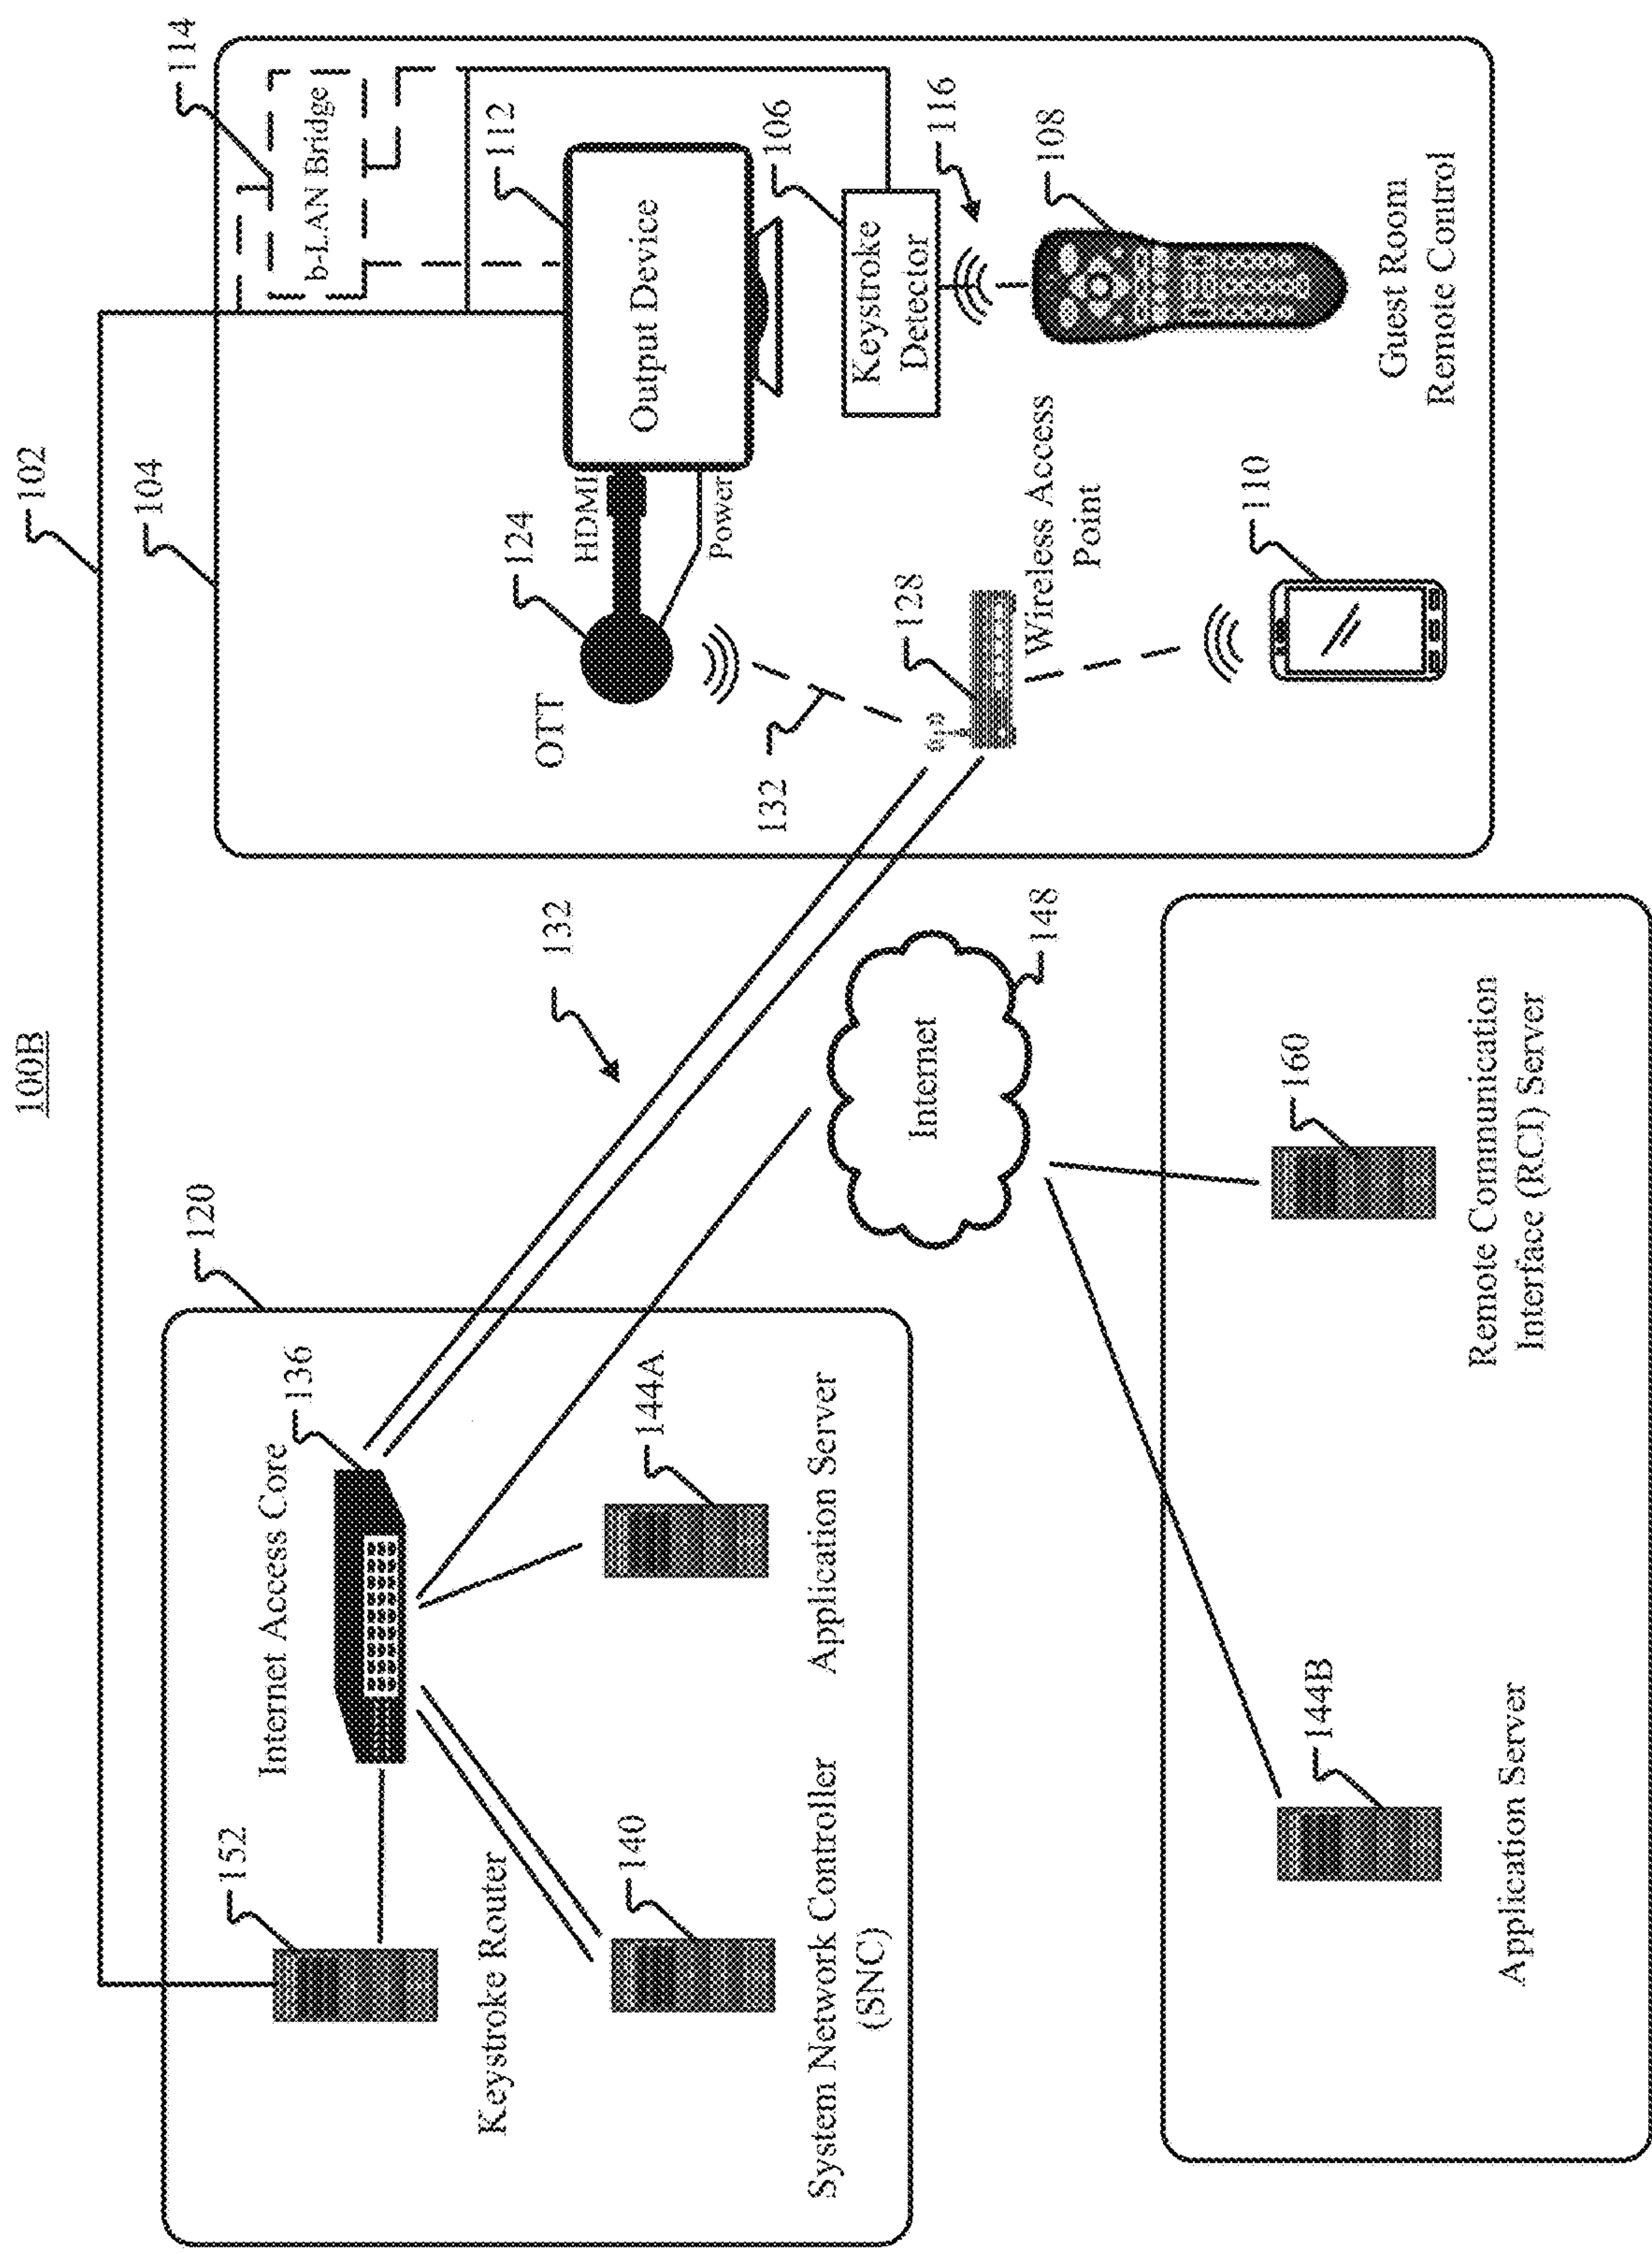 100B
102
104
114
b-LAN Bridge
112
Output Device
HDMI
Power
124
OTT
106
Keystroke
Detector
116
108
Guest Room
Remote Control
132
128
Wireless Access
Point
110
132
120
Internet Access Core
136
152
Keystroke Router
140
System Network Controller
(SNC)
144A
Application Server
Internet
148
144B
Application Server
160
Remote Communication
Interface (RCI) Server